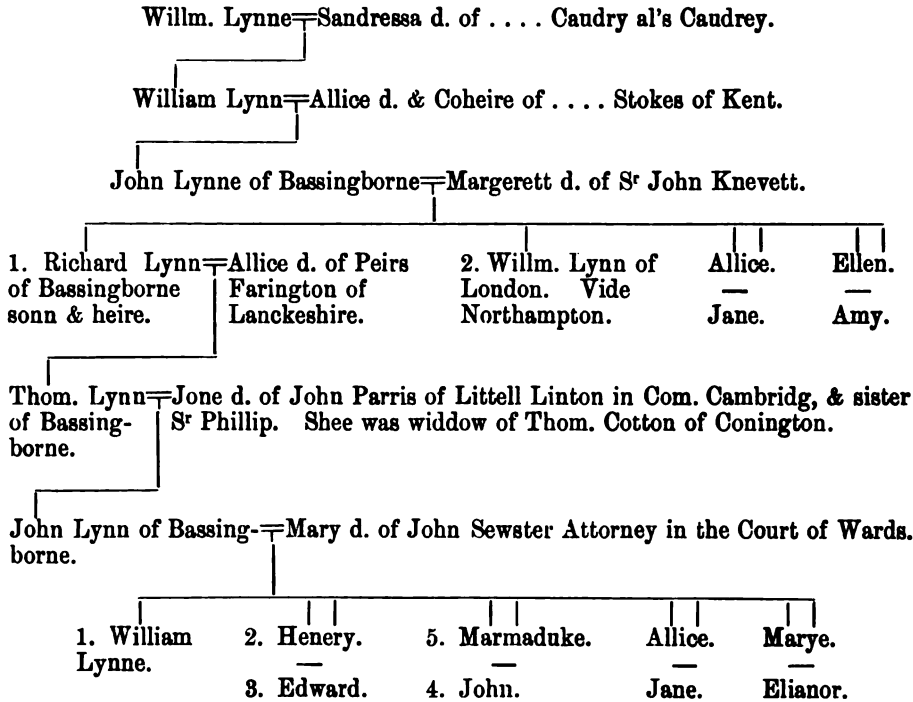 Willm. Lynne=Sandressa d. of .... Caudry al's Caudrey.
William Lynn=Allice d. & Coheire of .... Stokes of Kent.
John Lynne of Bassingborne=Margerett d. of Sr John Knevett.
1. Richard Lynn=Allice d. of Peirs
of Bassingborne Farington of
sonn & heire. Lanckeshire.
2. Willm. Lynn of
London. Vide
Northampton.
Allice.
—
Jane.
Ellen.
—
Amy.
Thom. Lynn=Jone d. of John Parris of Littell Linton in Com. Cambridg, & sister
of Bassing- Sr Phillip. Shee was widdow of Thom. Cotton of Conington.
borne.
John Lynn of Bassing-=Mary d. of John Sewster Attorney in the Court of Wards.
borne.
1. William
Lynne.
2. Henery.
—
3. Edward.
5. Marmaduke.
—
4. John.
Allice.
—
Jane.
Marye.
—
Elianor.